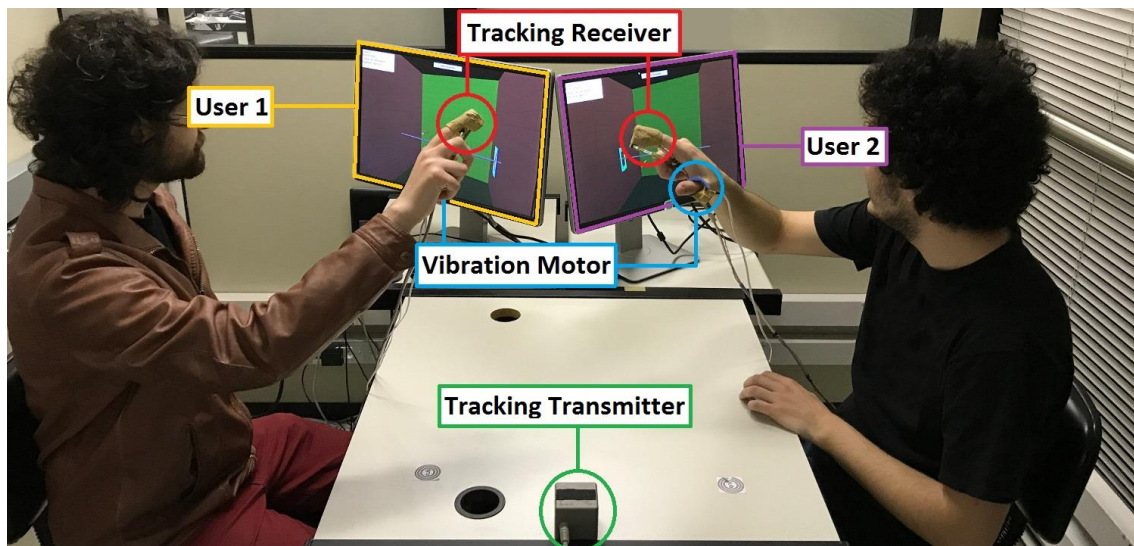 Tracking Receiver
User 1
User 2
Vibration Motor
Tracking Transmitter